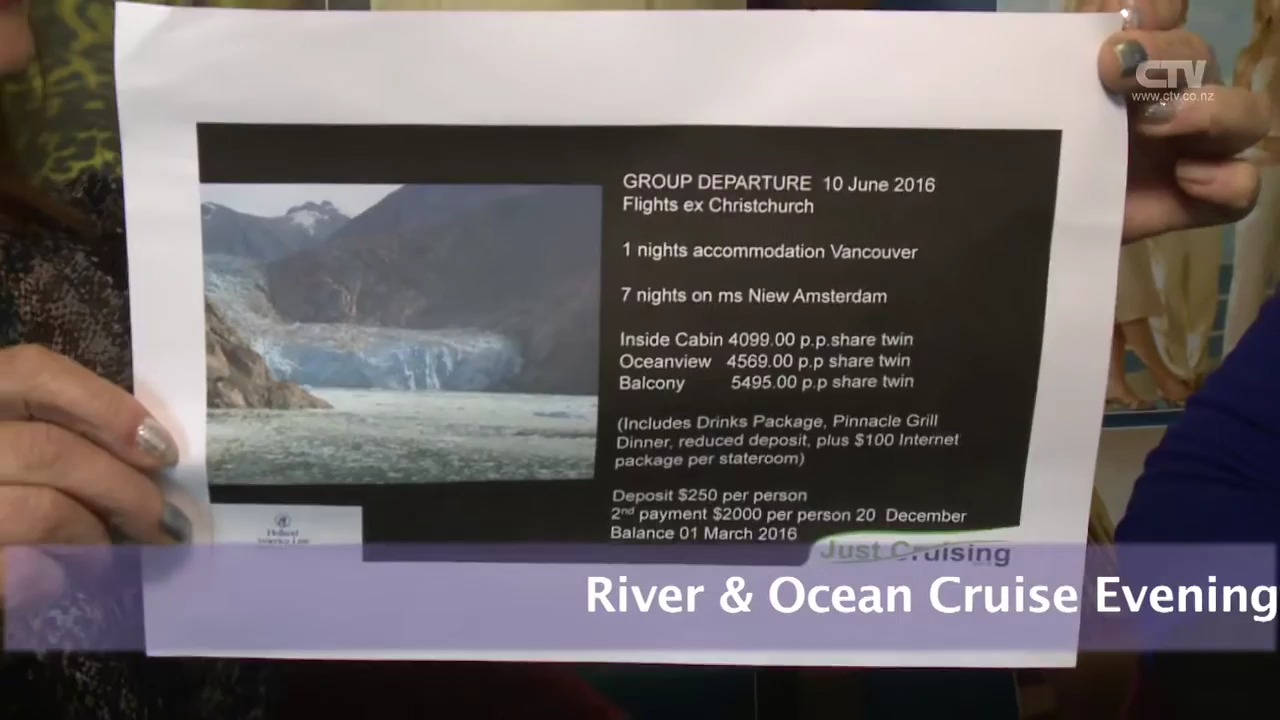 CTV
www.ctv.co.nz
GROUP DEPARTURE 10 June 2016
Flights ex Christchurch
1 nights accommodation Vancouver
7 nights on ms Niew Amsterdam
Inside Cabin 4099.00 p.p.share twin
Oceanview 4569.00 p.p share twin
Balcony 5495.00 p.p share twin
(Includes Drinks Package, Pinnacle Grill
Dinner, reduced deposit, plus $100 Internet
package per stateroom)
Deposit $250 per person
2nd payment $2000 per person 20 December
Balance 01 March 2016
Holland
America Line
Just Cruising
River & Ocean Cruise Evening